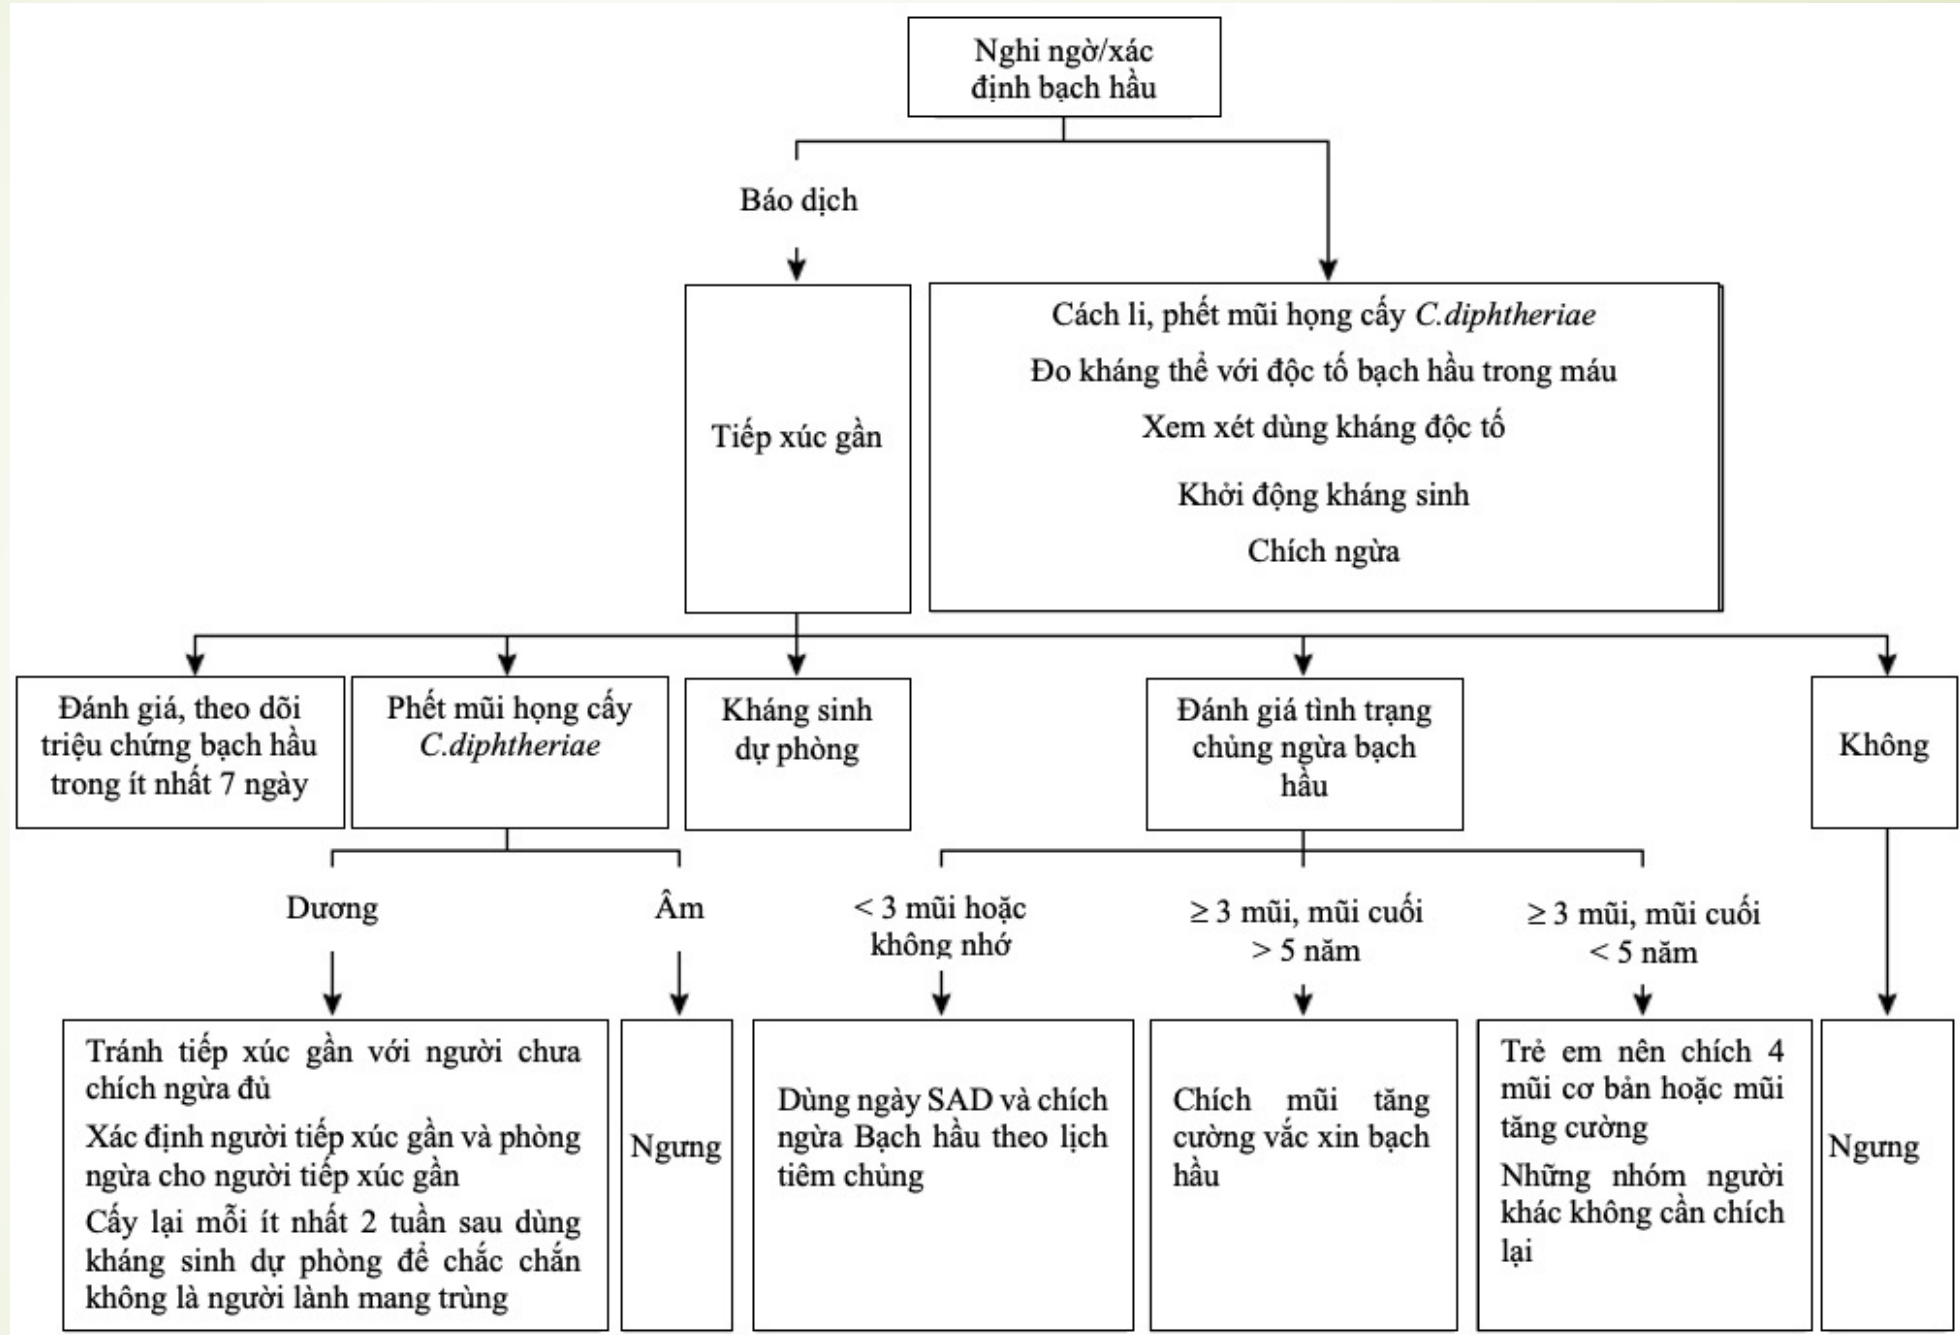 Nghi ngờ/xác
định bạch hầu
Báo dịch
Tiếp xúc gần
Cách li, phết mũi họng cấy C.diphtheriae
Đo kháng thể với độc tố bạch hầu trong máu
Xem xét dùng kháng độc tố
Khởi động kháng sinh
Chích ngừa
Đánh giá, theo dõi
triệu chứng bạch hầu
trong ít nhất 7 ngày
Phết mũi họng cấy
C.diphtheriae
Kháng sinh
dự phòng
Đánh giá tình trạng
chủng ngừa bạch
hầu
Không
Dương
Âm
< 3 mũi hoặc
không nhớ
≥ 3 mũi, mũi cuối
> 5 năm
≥ 3 mũi, mũi cuối
< 5 năm
Tránh tiếp xúc gần với người chưa
chích ngừa đủ
Xác định người tiếp xúc gần và phòng
ngừa cho người tiếp xúc gần
Cấy lại mỗi ít nhất 2 tuần sau dùng
kháng sinh dự phòng để chắc chắn
không là người lành mang trùng
Ngưng
Dùng ngày SAD và chích
ngừa Bạch hầu theo lịch
tiêm chủng
Chích mũi tăng
cường vắc xin bạch
hầu
Trẻ em nên chích 4
mũi cơ bản hoặc mũi
tăng cường
Những nhóm người
khác không cần chích
lại
Ngưng